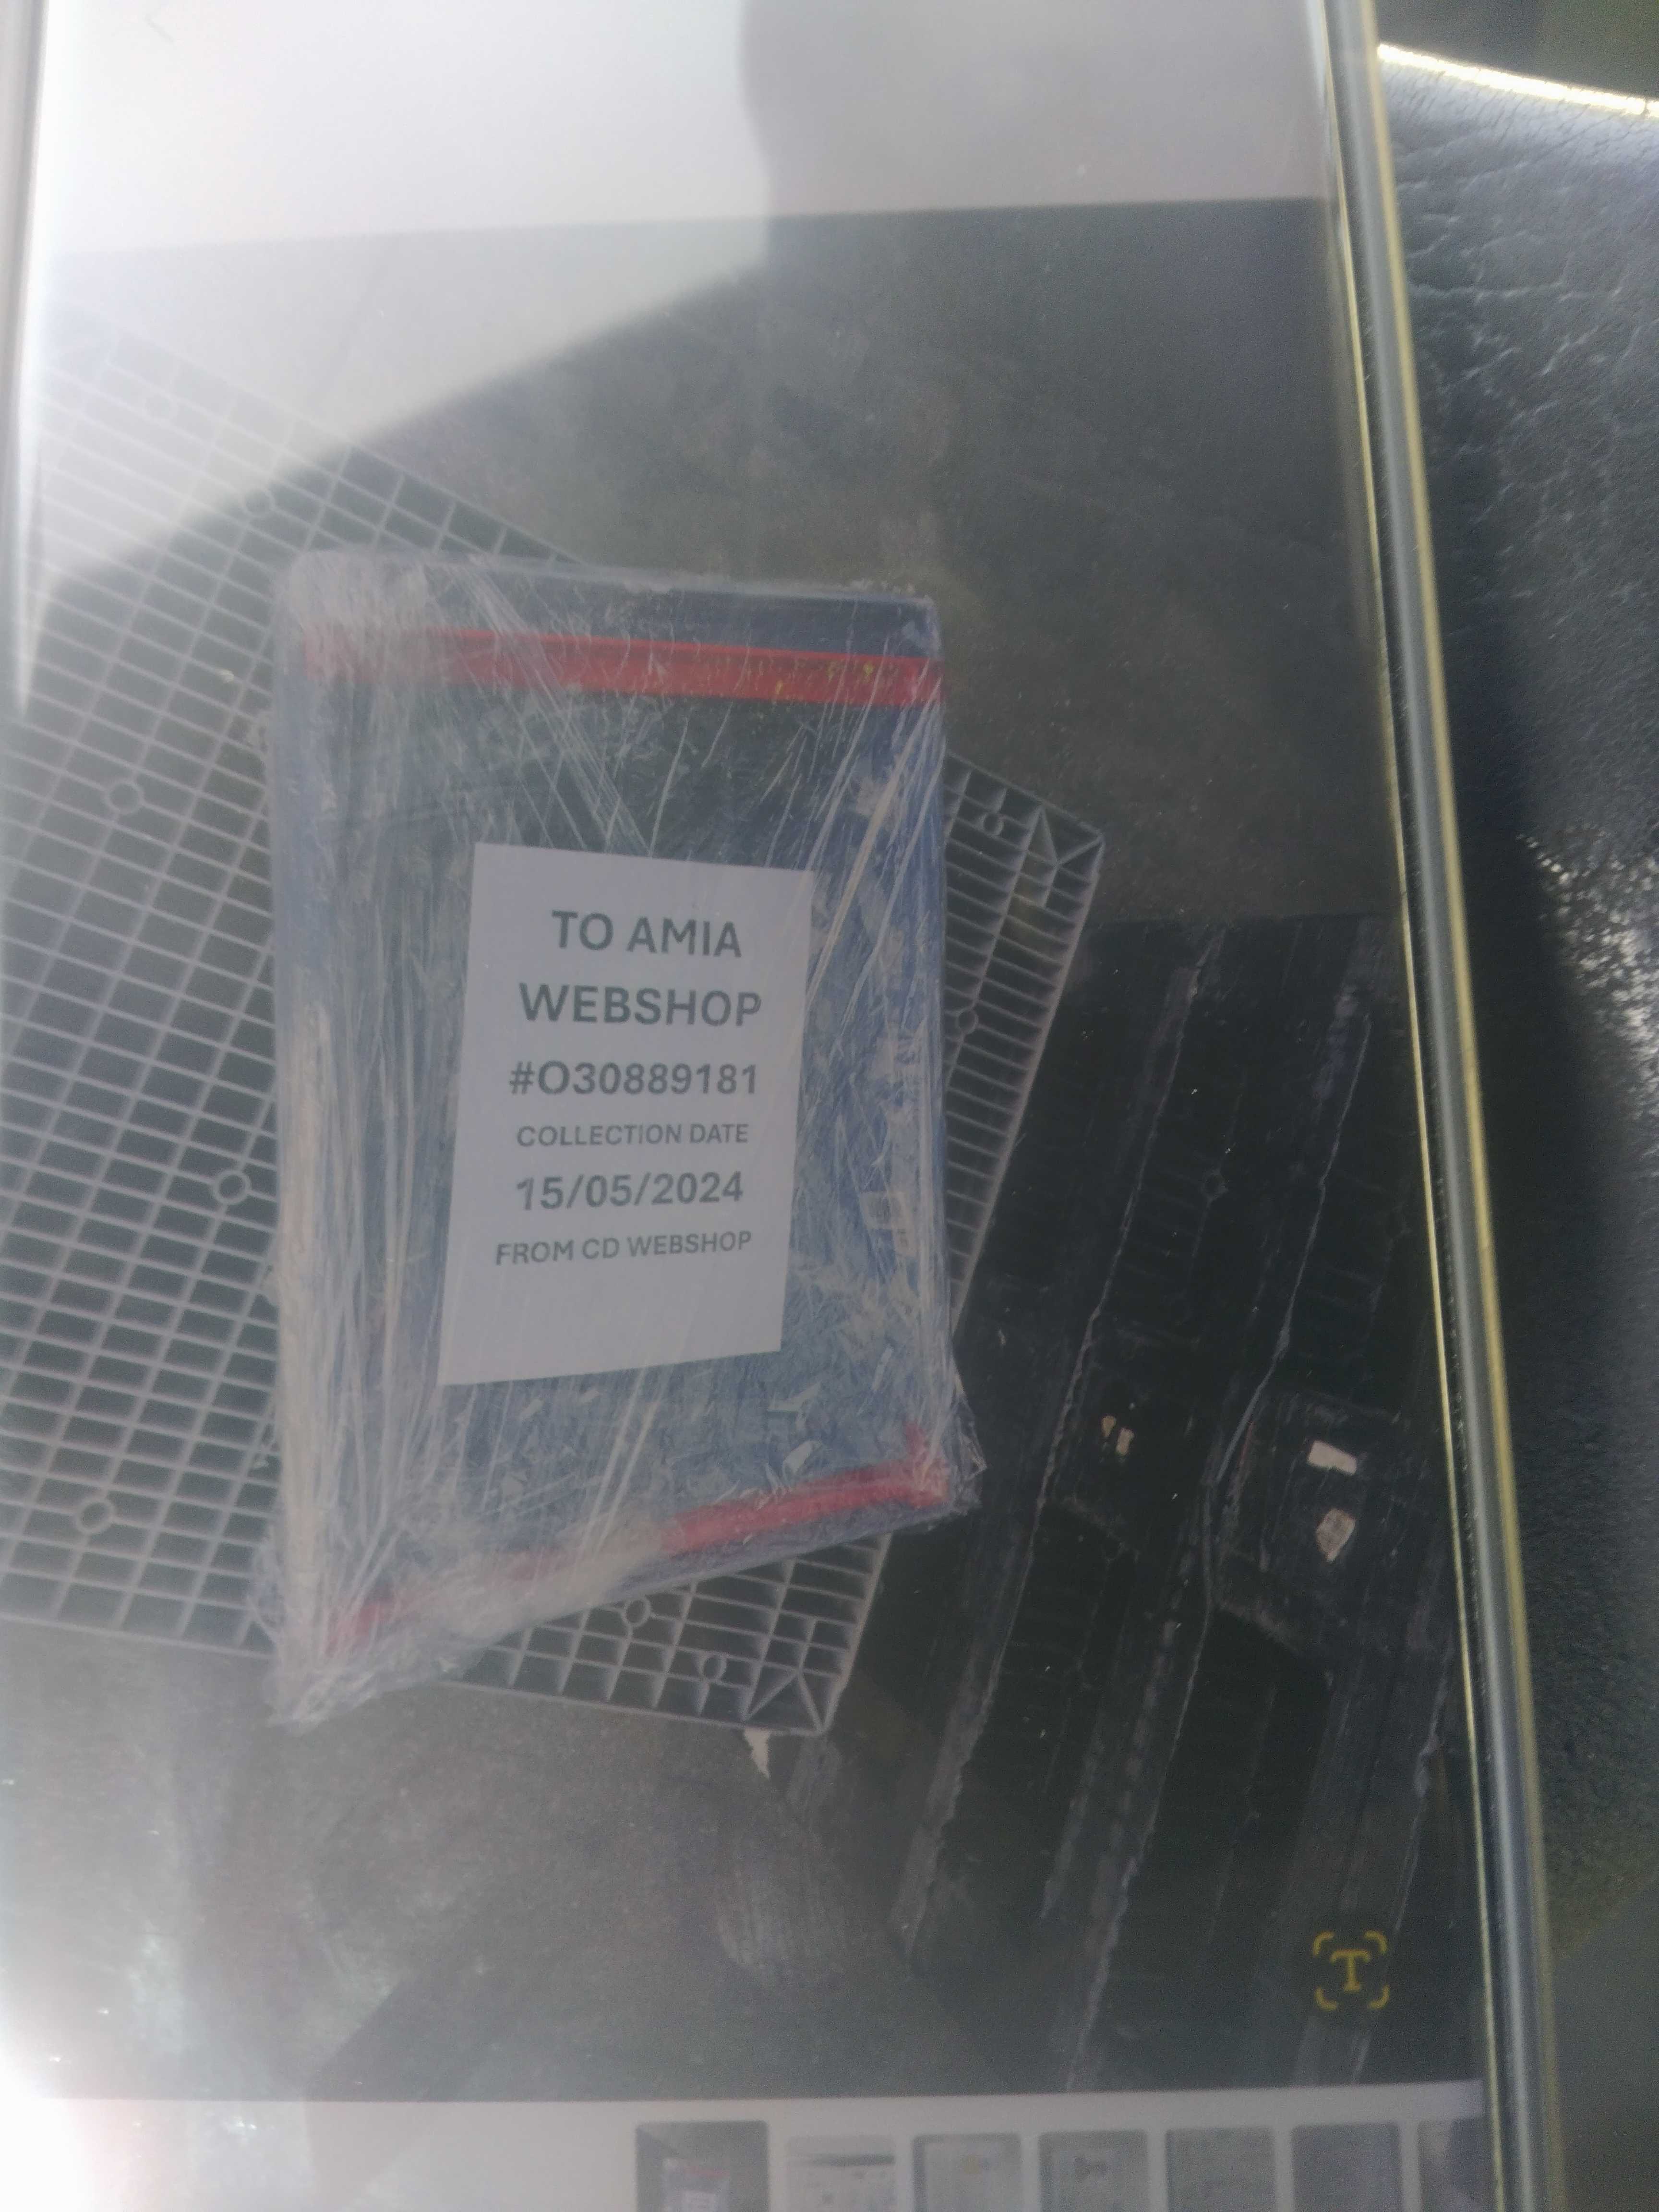 TO AMIA
WEBSHOP
#O30889181
COLLECTION DATE
15/05/2024
FROM CD WEBSHOP